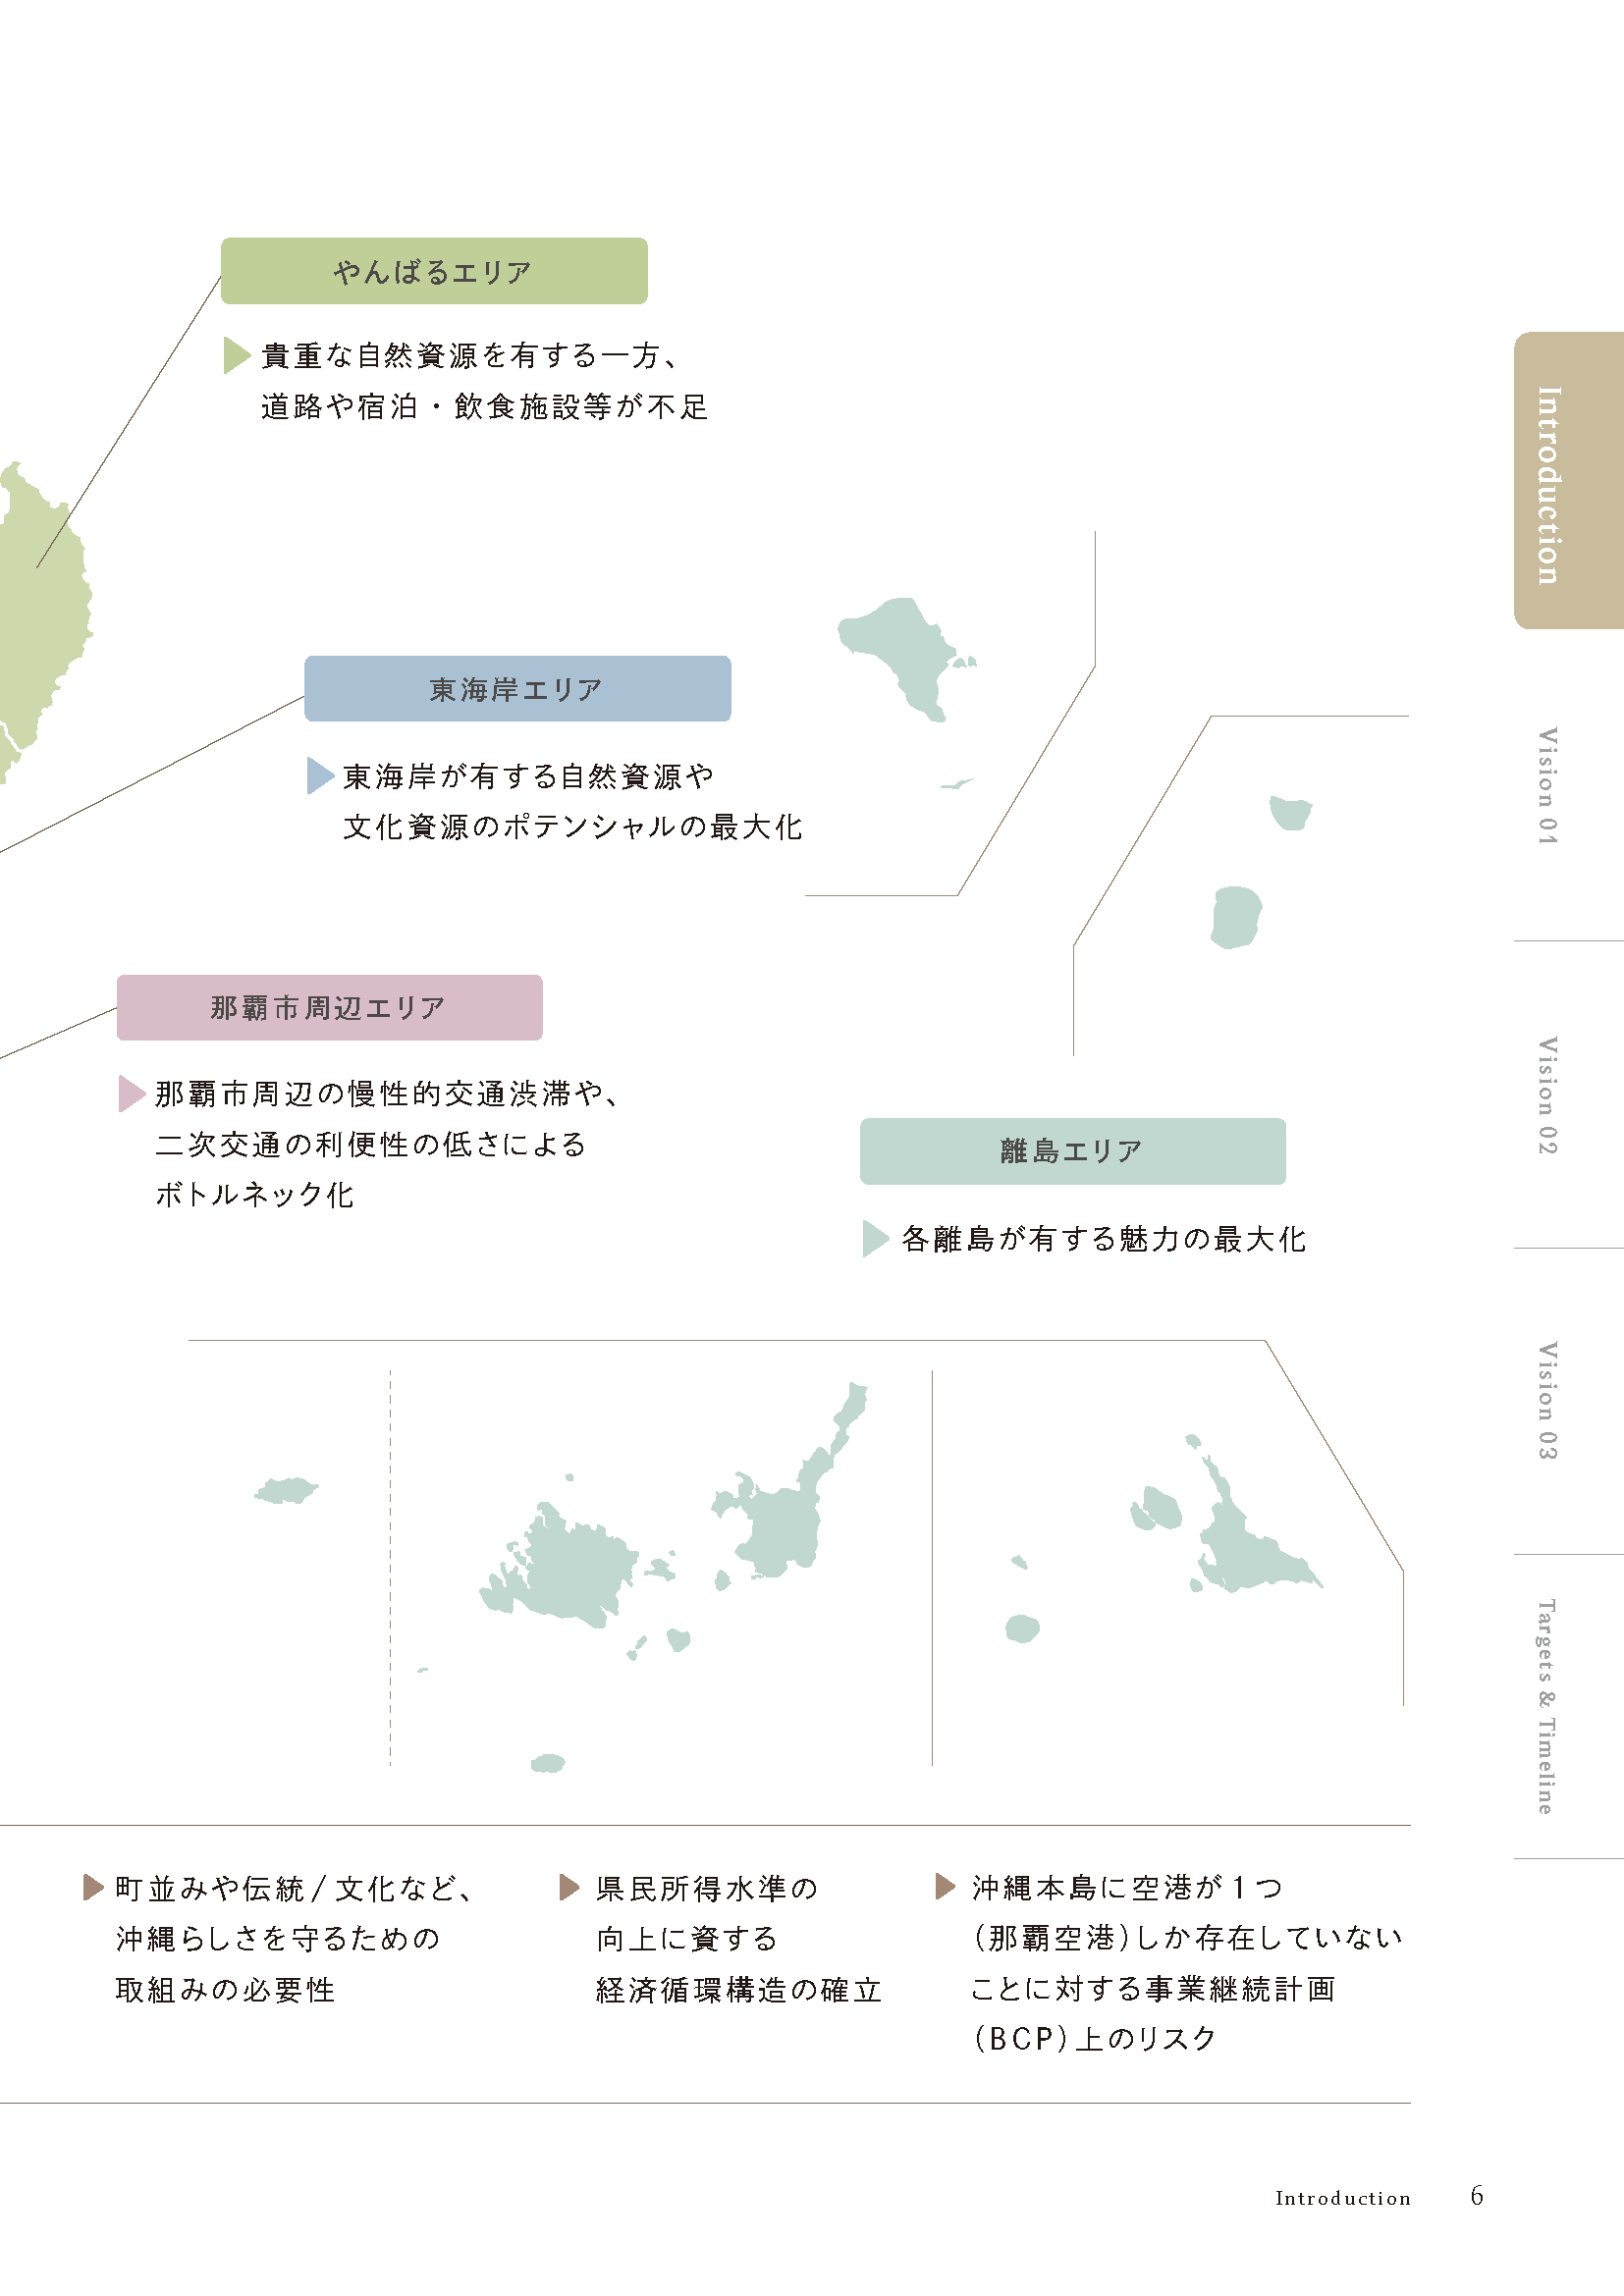 やんばるエリア
貴重な自然資源を有する一方、
道路や宿泊・飲食施設等が不足
東海岸エリア
東海岸が有する自然資源や
文化資源のポテンシャルの最大化
那覇市周辺エリア
那覇市周辺の慢性的交通渋滞や、
二次交通の利便性の低さによる
ボトルネック化
離島エリア
各離島が有する魅力の最大化
町並みや伝統/文化など、
沖縄らしさを守るための
取組みの必要性
県民所得水準の
向上に資する
経済循環構造の確立
沖縄本島に空港が1つ
（那覇空港）しか存在していない
ことに対する事業継続計画
（BCP）上のリスク
Introduction
Vision 01
Vision 02
Vision 03
Targets & Timeline
Introduction 6